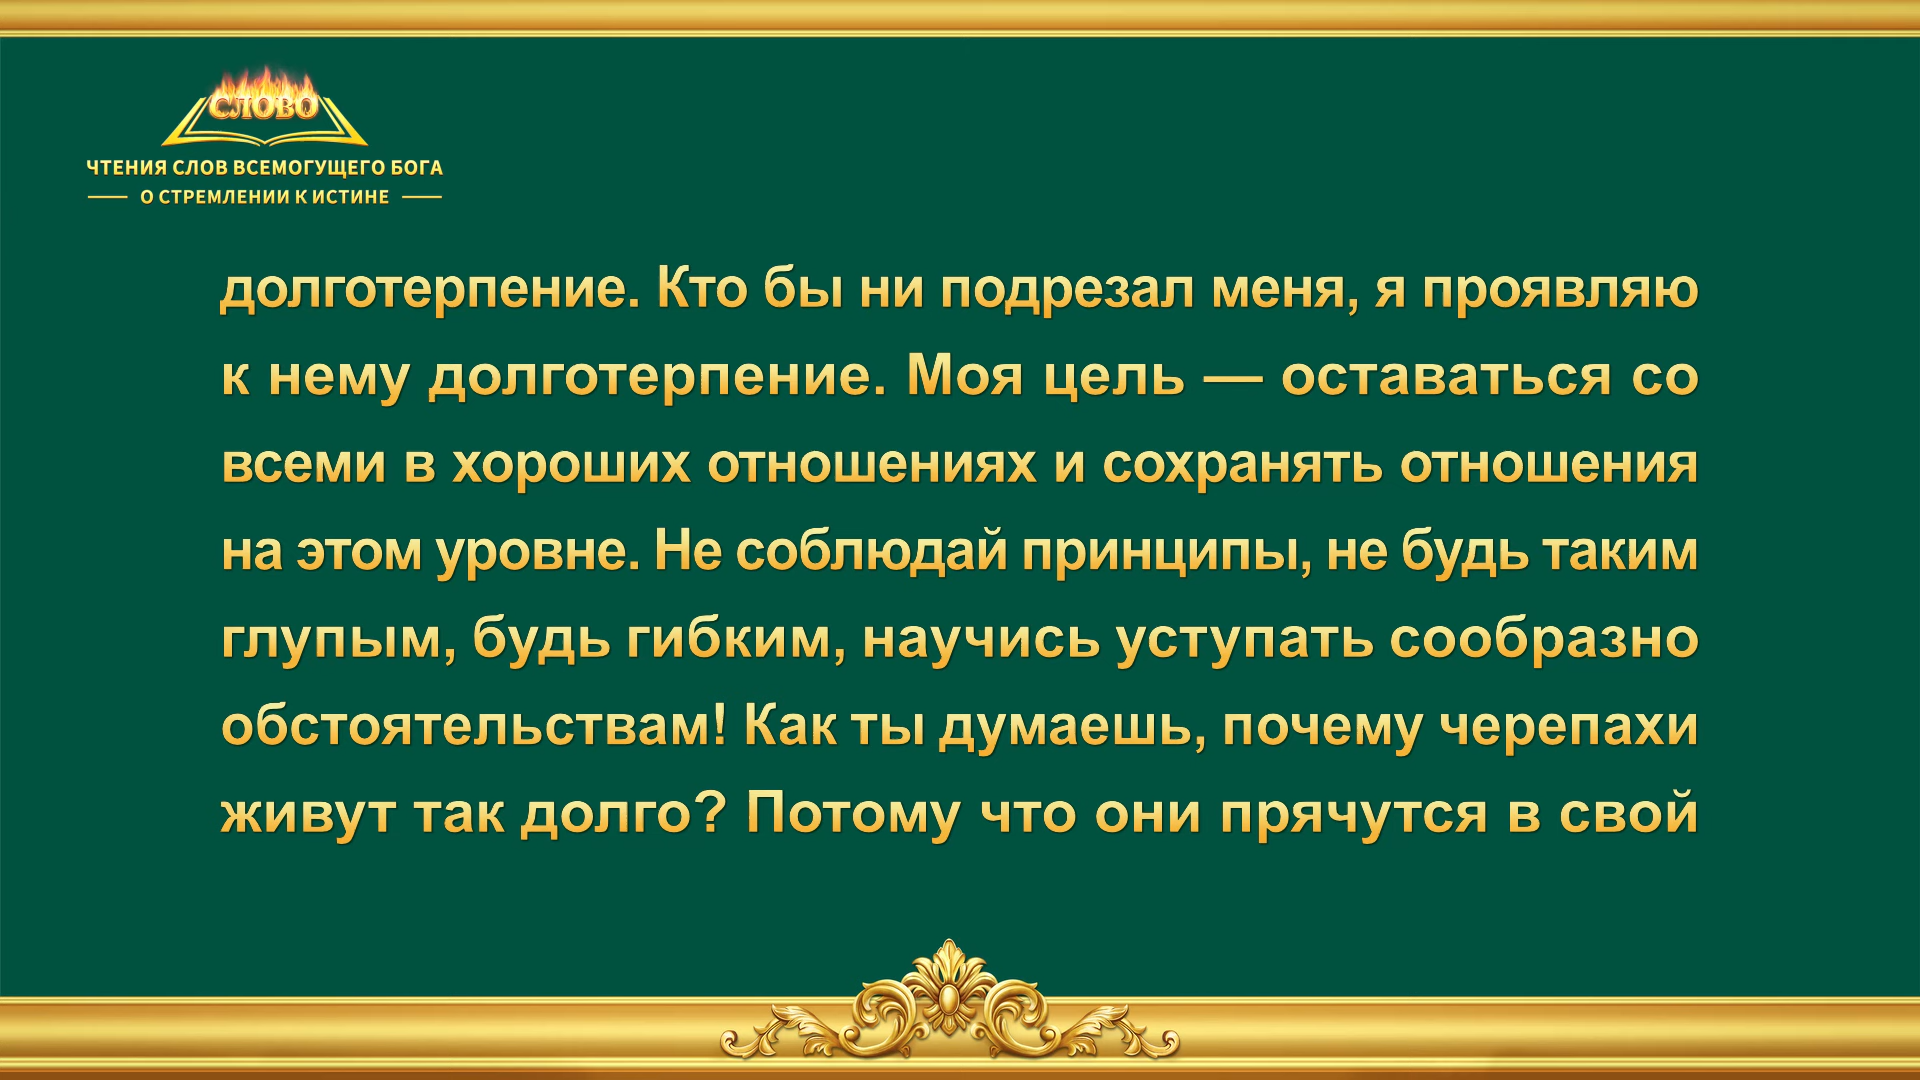 СЛОВО
ЧТЕНИЯ СЛОВ ВСЕМОГУЩЕГО БОГА
О СТРЕМЛЕНИИ К ИСТИНЕ
долготерпение. Кто бы ни подрезал меня, я проявляю
к нему долготерпение. Моя цель — оставаться со
всеми в хороших отношениях и сохранять отношения
на этом уровне. Не соблюдай принципы, не будь таким
глупым, будь гибким, научись уступать сообразно
обстоятельствам! Как ты думаешь, почему черепахи
живут так долго? Потому что они прячутся в свой